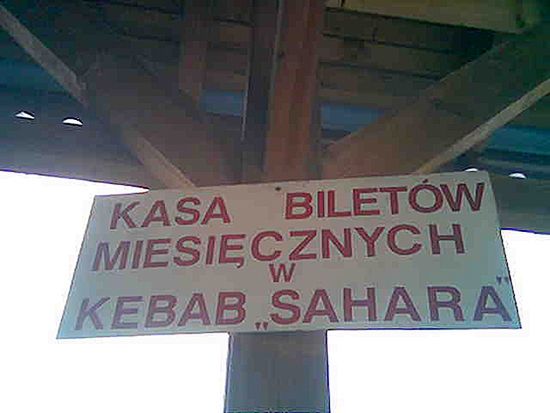 KASA BILETÓW
MIESIĘCZNYCH
W
KEBAB „SAHARA”